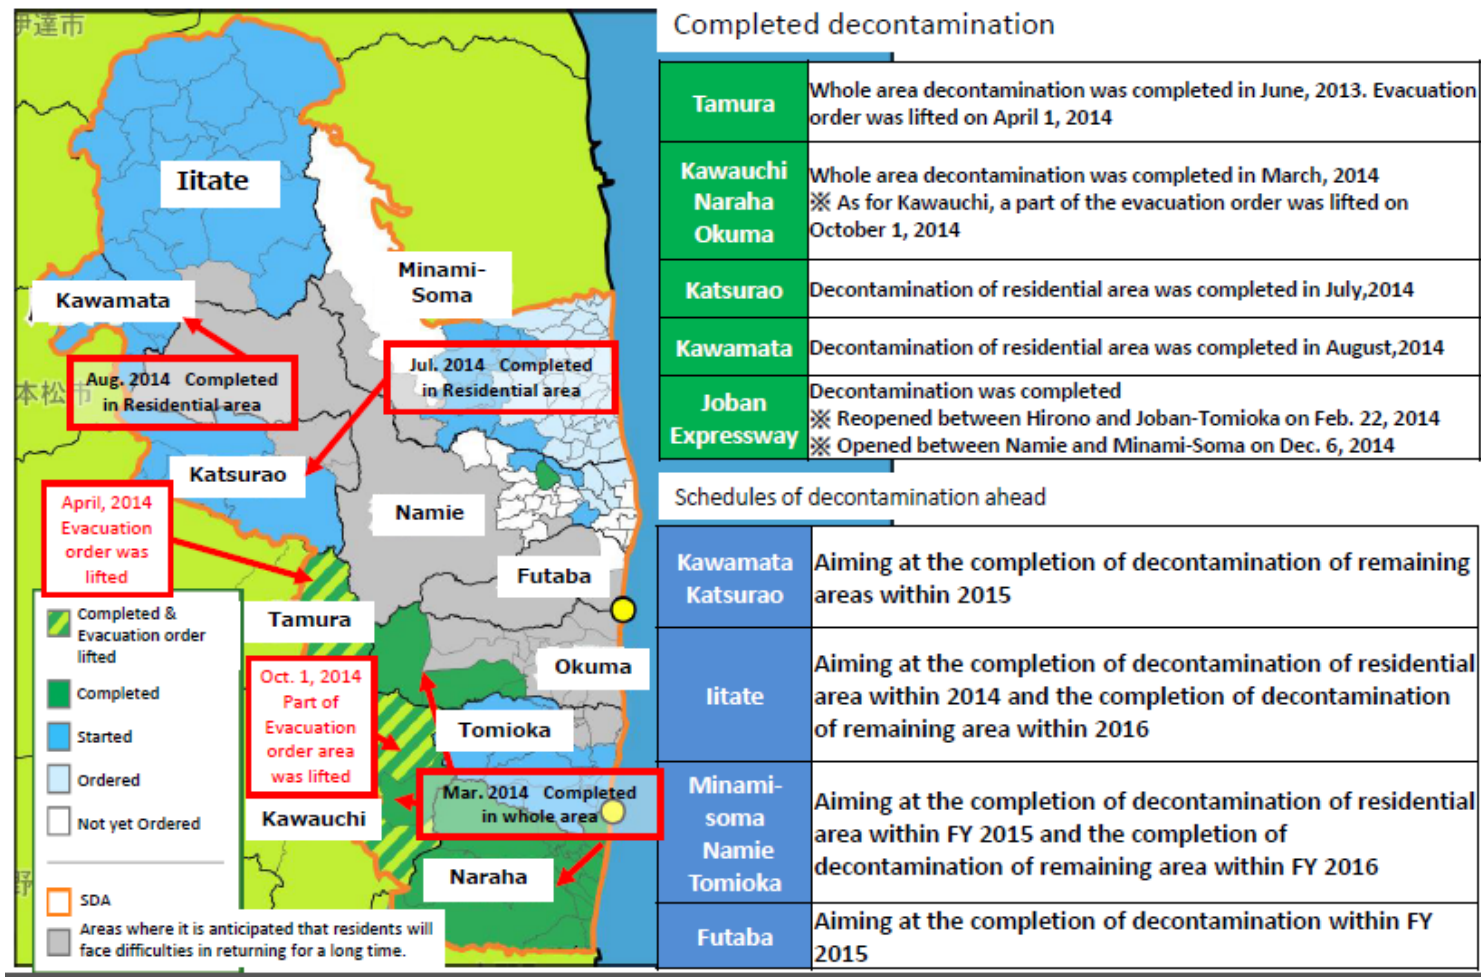 伊達市
Iitate
Minami-
Soma
Kawamata
Aug. 2014 Completed
in Residential area
Jul. 2014 Completed
in Residential area
本松市
Katsurao
April, 2014
Evacuation
order was
lifted
Namie
Futaba
Tamura
Okuma
Oct. 1, 2014
Part of
Evacuation
order area
was lifted
Tomioka
Mar. 2014 Completed
in whole area
Kawauchi
Naraha
野
Completed &
Evacuation order
lifted
Completed
Started
Ordered
Not yet Ordered
SDA
Areas where it is anticipated that residents will
face difficulties in returning for a long time.
Completed decontamination
Tamura
Whole area decontamination was completed in June, 2013. Evacuation
order was lifted on April 1, 2014
Kawauchi
Naraha
Okuma
Whole area decontamination was completed in March, 2014
※ As for Kawauchi, a part of the evacuation order was lifted on
October 1, 2014
Katsurao
Decontamination of residential area was completed in July,2014
Kawamata
Decontamination of residential area was completed in August,2014
Joban
Expressway
Decontamination was completed
※ Reopened between Hirono and Joban-Tomioka on Feb. 22, 2014
※ Opened between Namie and Minami-Soma on Dec. 6, 2014
Schedules of decontamination ahead
Kawamata
Katsurao
Aiming at the completion of decontamination of remaining
areas within 2015
Iitate
Aiming at the completion of decontamination of residential
area within 2014 and the completion of decontamination
of remaining area within 2016
Minami-
soma
Namie
Tomioka
Aiming at the completion of decontamination of residential
area within FY 2015 and the completion of
decontamination of remaining area within FY 2016
Futaba
Aiming at the completion of decontamination within FY
2015